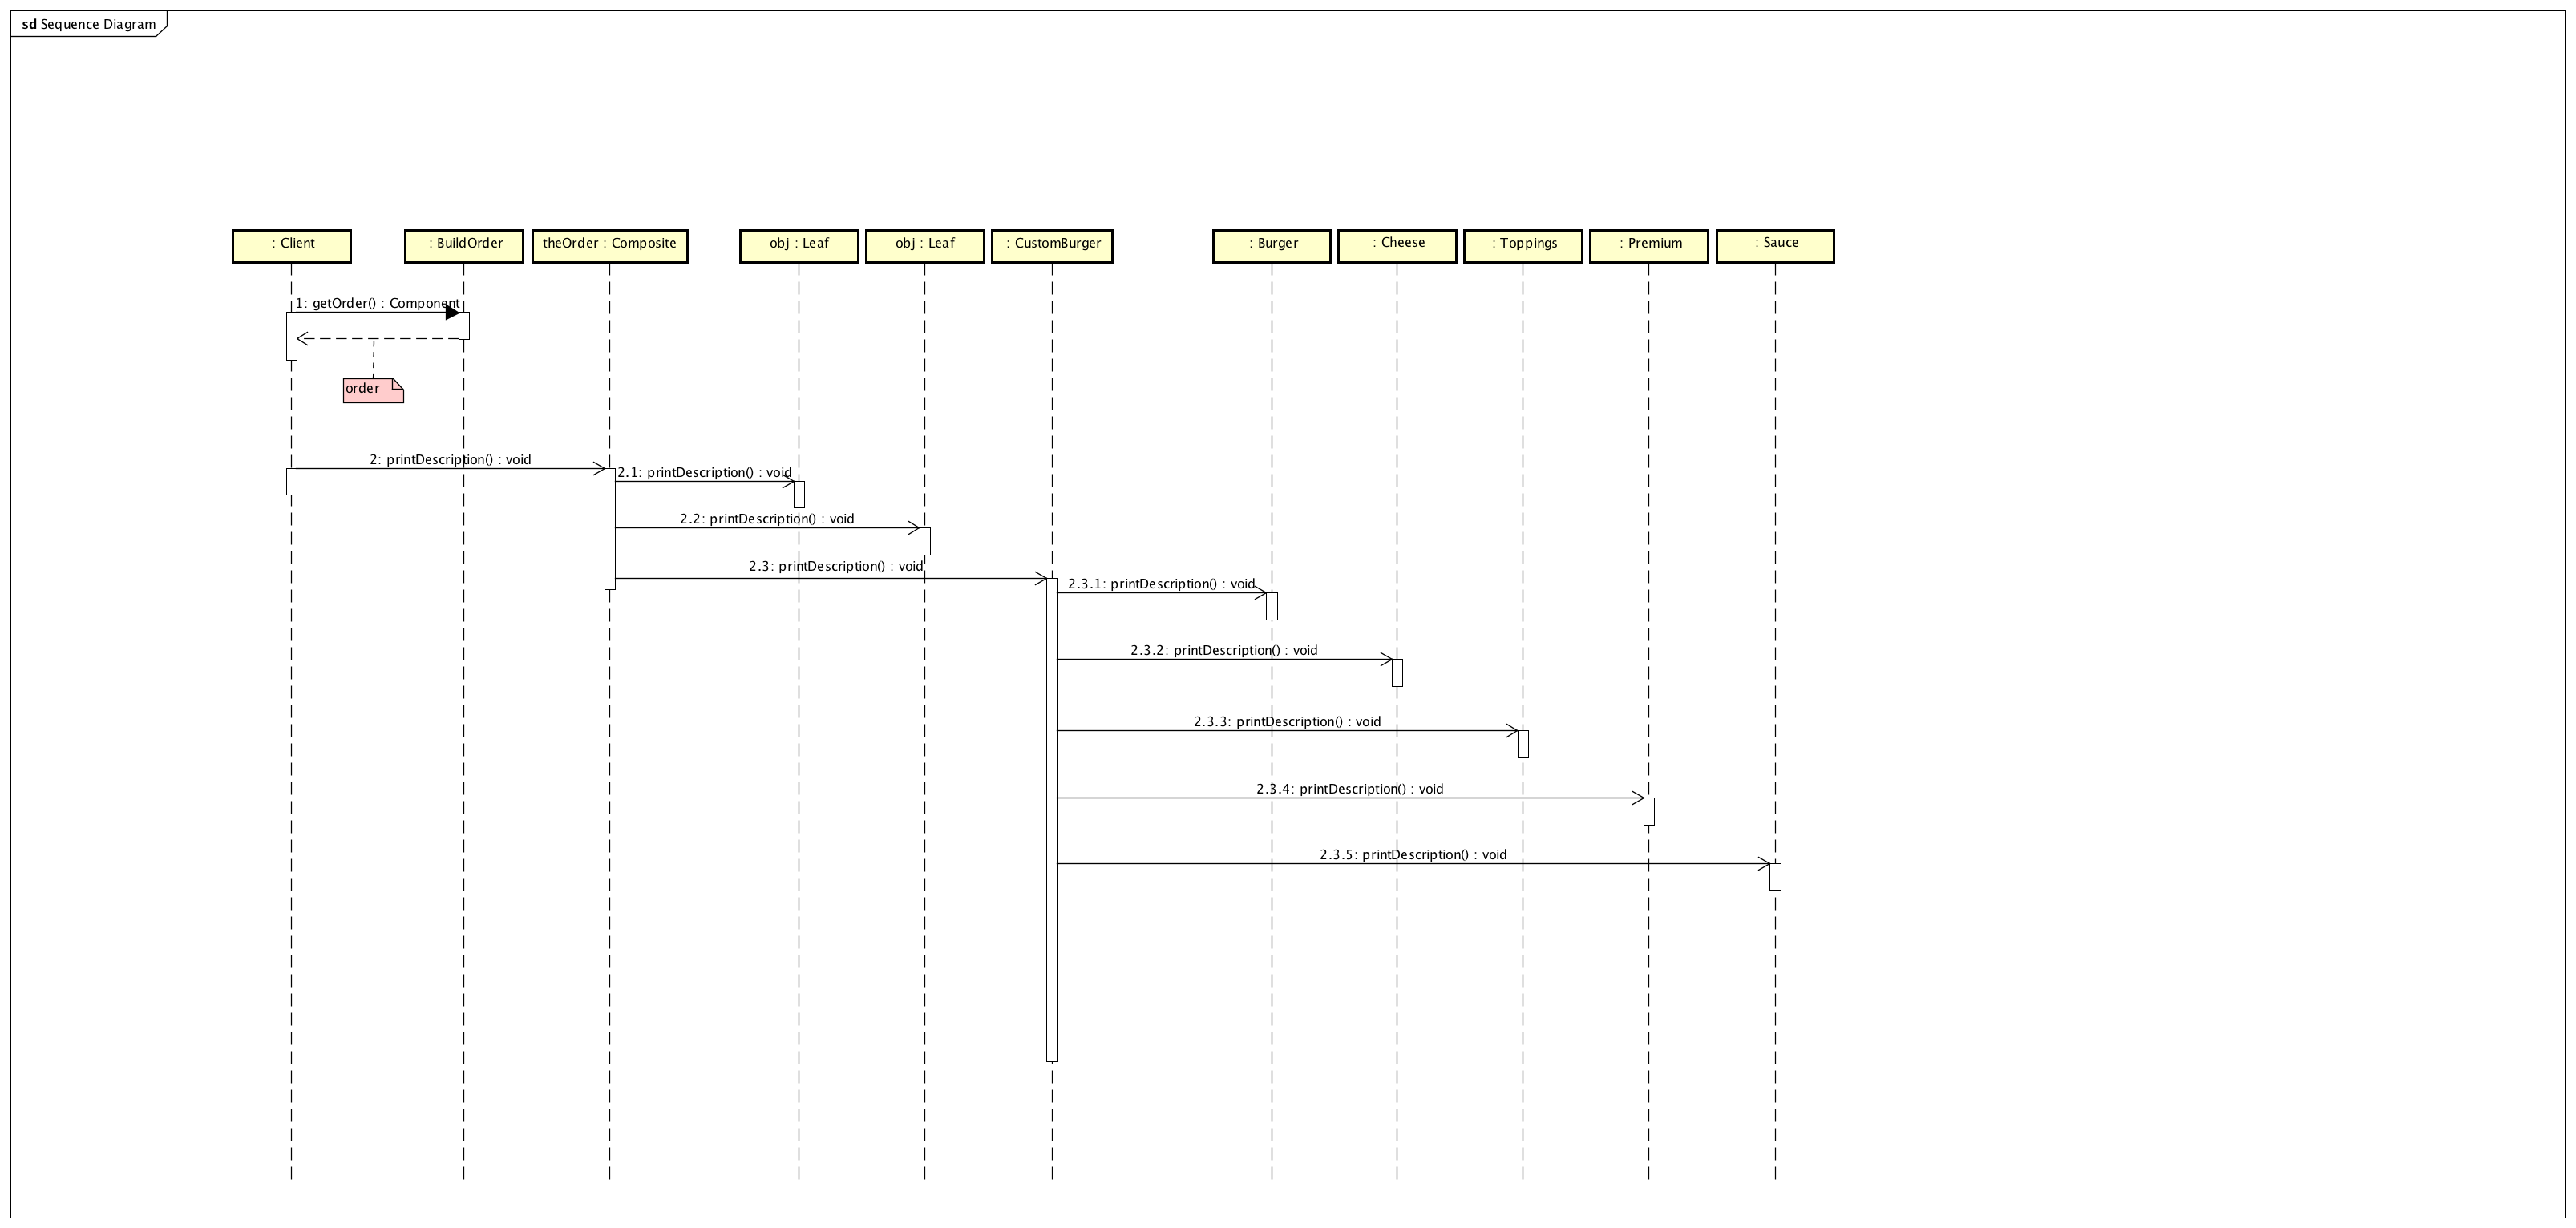 sd Sequence Diagram
: Client
: BuildOrder
theOrder : Composite
obj : Leaf
obj : Leaf
: CustomBurger
: Burger
: Cheese
: Toppings
: Premium
: Sauce
1: getOrder() : Component
order
2: printDescription() : void
2.1: printDescription() : void
2.2: printDescription() : void
2.3: printDescription() : void
2.3.1: printDescription() : void
2.3.2: printDescription() : void
2.3.3: printDescription() : void
2.3.4: printDescription() : void
2.3.5: printDescription() : void